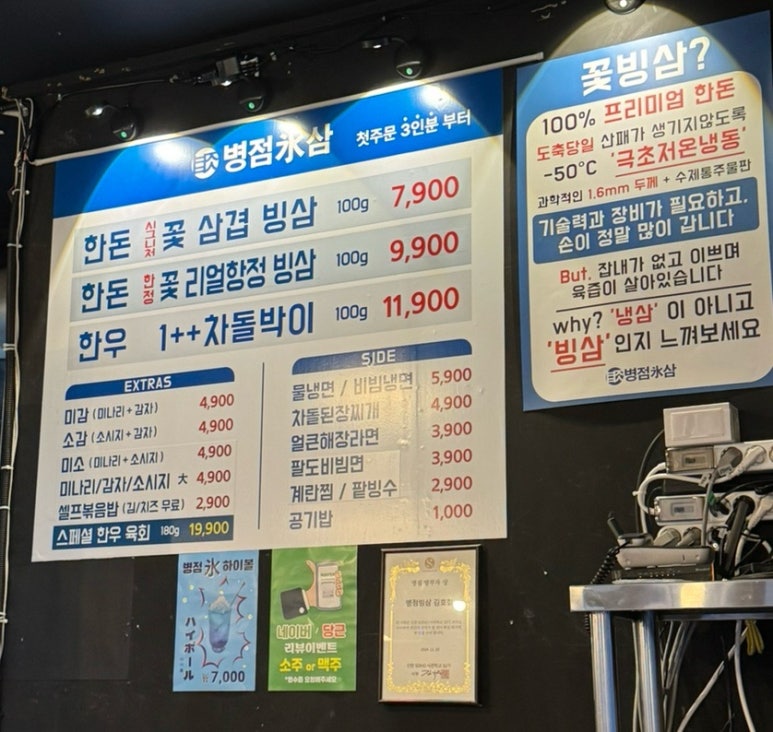 병점氷삼 첫주문 3인분 부터
한돈 시그니처 꽃 삼겹 빙삼 100g 7,900
한돈 한정 꽃 리얼항정 빙삼 100g 9,900
한우 1++차돌박이 100g 11,900
EXTRAS
미감 (미나리+감자) 4,900
소감 (소시지+감자) 4,900
미소 (미나리+소시지) 4,900
미나리/감자/소시지 大 4,900
셀프볶음밥 (김/치즈 무료) 2,900
스페셜 한우 육회 180g 19,900
SIDE
물냉면 / 비빔냉면 5,900
차돌된장찌개 4,900
얼큰해장라면 3,900
팔도비빔면 3,900
계란찜 / 팥빙수 2,900
공기밥 1,000
꽃빙삼?
100% 프리미엄 한돈
도축당일 산패가 생기지않도록
-50°C '극초저온냉동'
과학적인 1.6mm 두께 + 수제통주물판
기술력과 장비가 필요하고,
손이 정말 많이 갑니다
But. 잡내가 없고 이쁘며
육즙이 살아있습니다
why? '냉삼' 이 아니고
'빙삼' 인지 느껴보세요
병점氷삼
병점 氷 하이볼
ハイボール
7,000
네이버 당근
리뷰이벤트
소주 or 맥주
병점빙삼